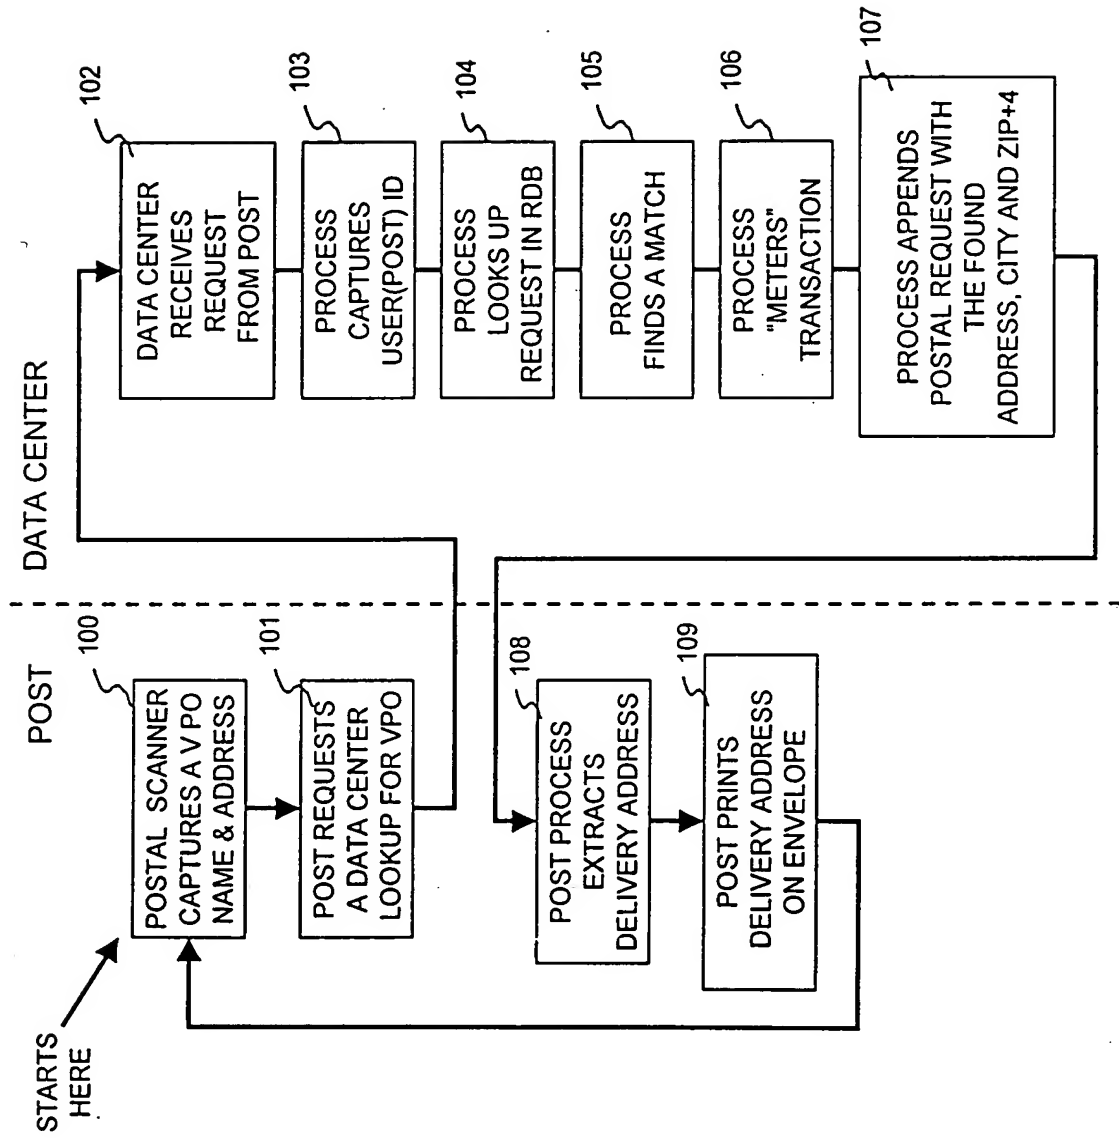 STARTS
HERE
POST
100
POSTAL SCANNER
CAPTURES A V PO
NAME & ADDRESS
101
POST REQUESTS
A DATA CENTER
LOOKUP FOR VPO
DATA CENTER
102
DATA CENTER
RECEIVES
REQUEST
FROM POST
103
PROCESS
CAPTURES
USER(POST) ID
104
PROCESS
LOOKS UP
REQUEST IN RDB
105
PROCESS
FINDS A MATCH
106
PROCESS
"METERS"
TRANSACTION
107
PROCESS APPENDS
POSTAL REQUEST WITH
THE FOUND
ADDRESS, CITY AND ZIP+4
108
POST PROCESS
EXTRACTS
DELIVERY ADDRESS
109
POST PRINTS
DELIVERY ADDRESS
ON ENVELOPE